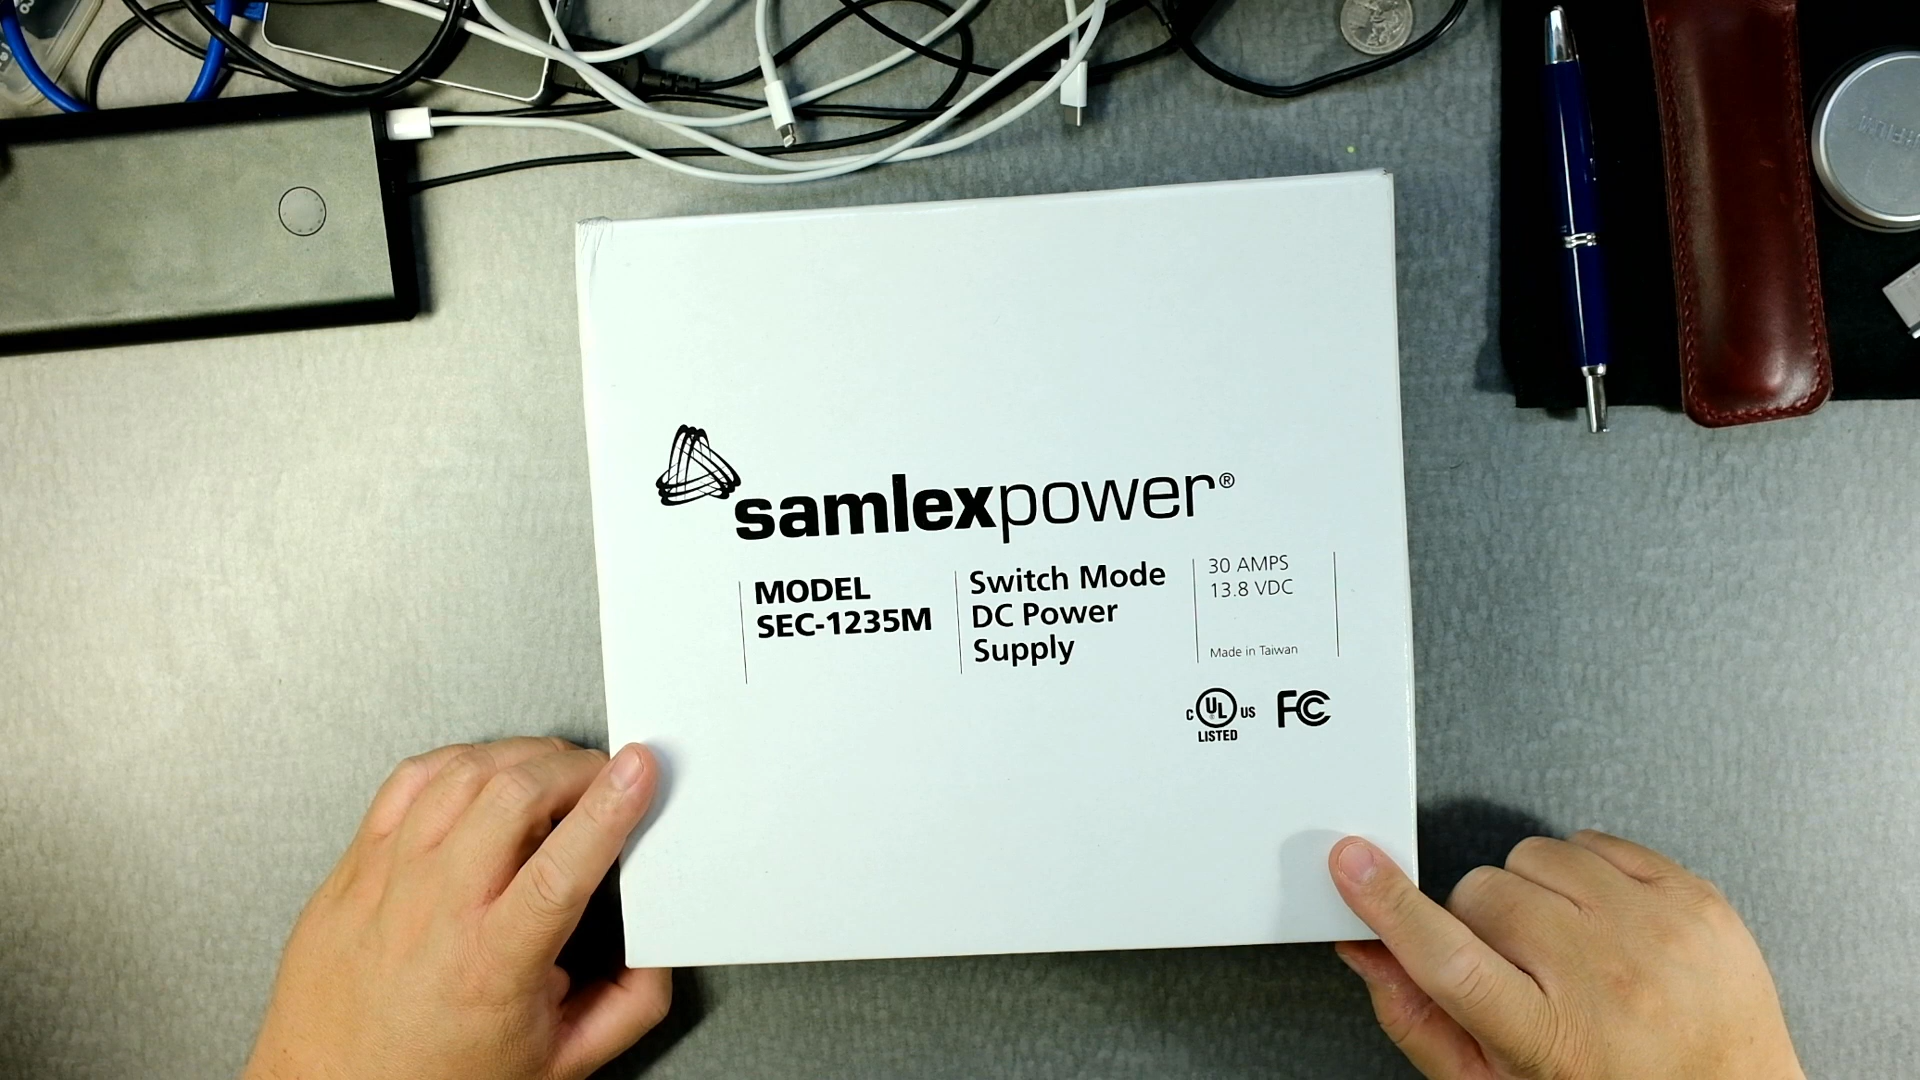 samlexpower®
MODEL
SEC-1235M
Switch Mode
DC Power
Supply
30 AMPS
13.8 VDC
Made in Taiwan
C UL US
LISTED
FC